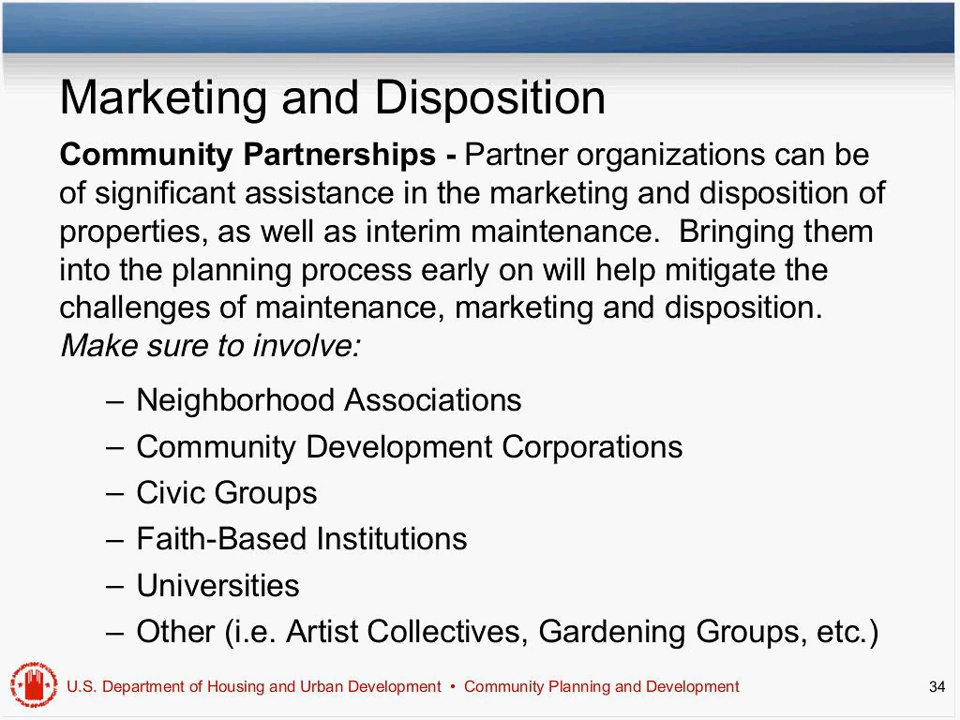 Marketing and Disposition
Community Partnerships - Partner organizations can be
of significant assistance in the marketing and disposition of
properties, as well as interim maintenance.  Bringing them
into the planning process early on will help mitigate the
challenges of maintenance, marketing and disposition.
Make sure to involve:
– Neighborhood Associations
– Community Development Corporations
– Civic Groups
– Faith-Based Institutions
– Universities
– Other (i.e. Artist Collectives, Gardening Groups, etc.)
U.S. Department of Housing and Urban Development • Community Planning and Development 34